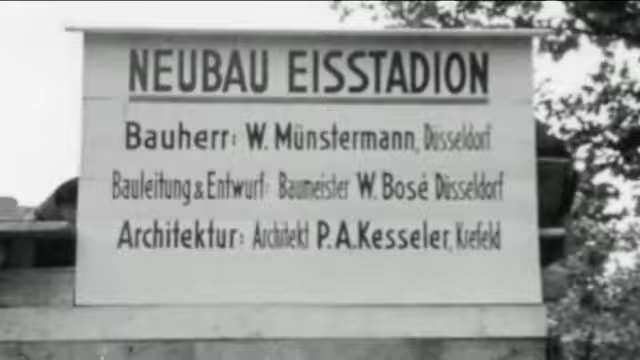 NEUBAU EISSTADION
Bauherr: W. Münstermann, Düsseldorf
Bauleitung & Entwurf: Baumeister W. Bosé Düsseldorf
Architektur: Architekt P. A. Kesseler, Krefeld